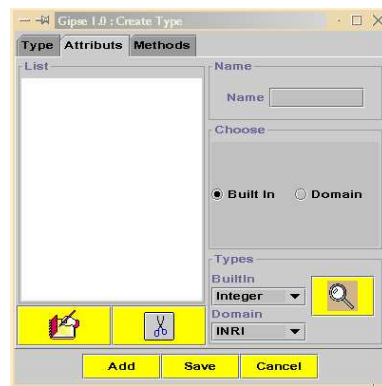 Gipse 1.0 : Create Type
Type Attributs Methods
List
Name
Name
Choose
Built In Domain
Types
BuiltIn
Integer
Domain
INRI
Add Save Cancel